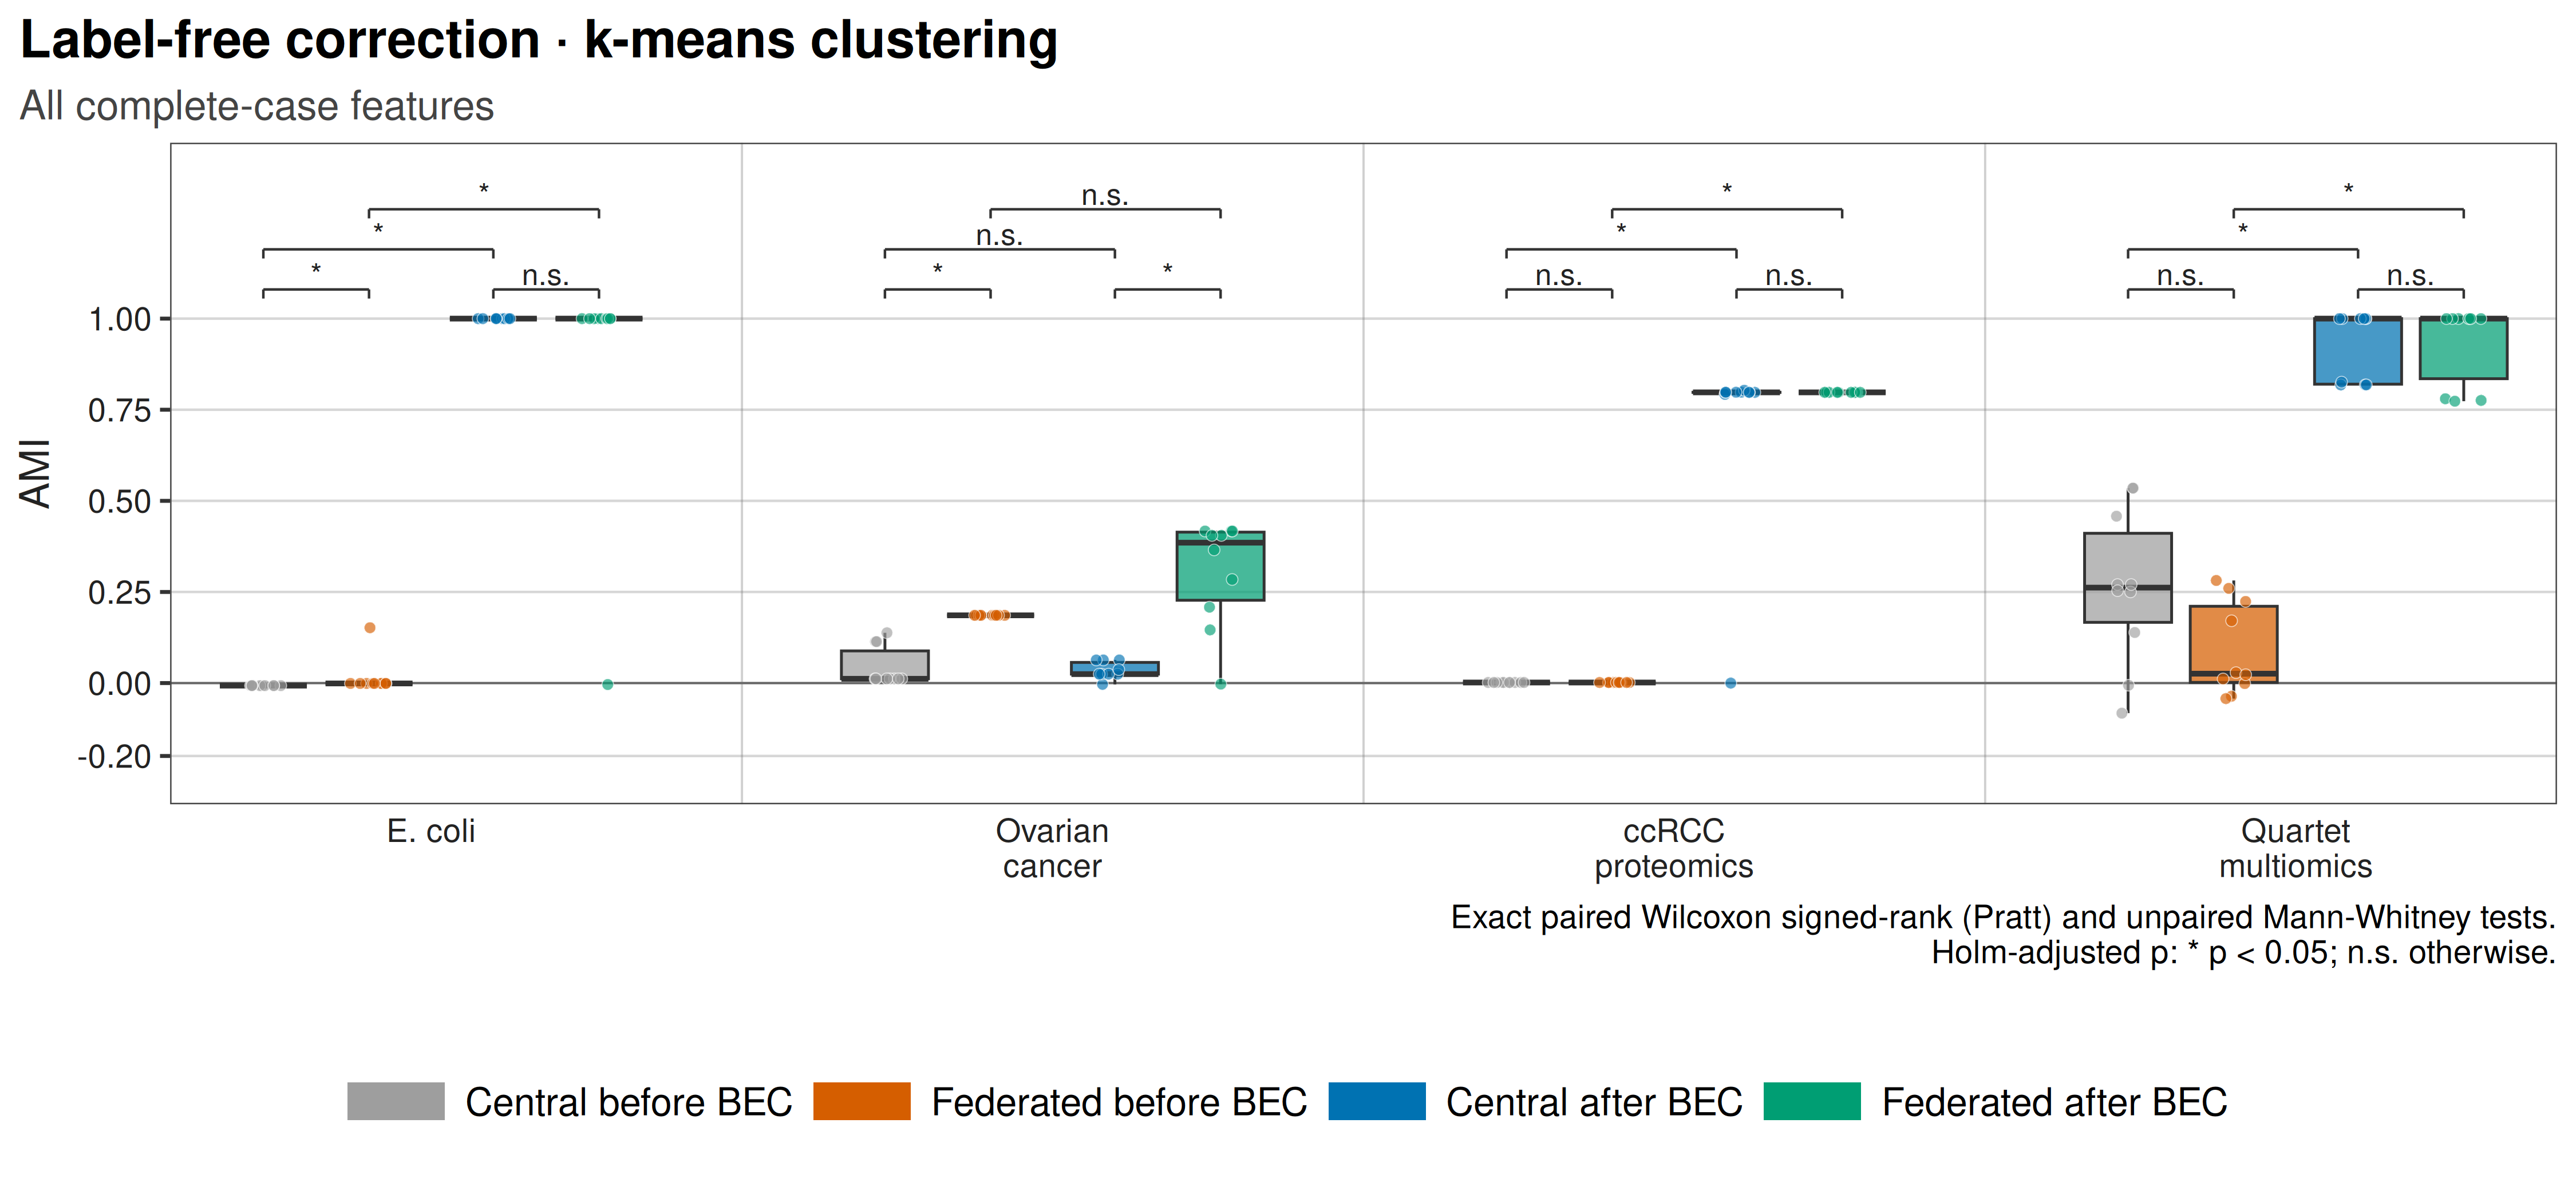 Label-free correction · k-means clustering
All complete-case features
* n.s. * *
* n.s. * *
* n.s. * * n.s. n.s. n.s. n.s.
1.00
0.75
0.50
0.25
0.00
-0.20
AMI
E. coli
Ovarian
cancer
ccRCC
proteomics
Quartet
multiomics
Exact paired Wilcoxon signed-rank (Pratt) and unpaired Mann-Whitney tests.
Holm-adjusted p: * p < 0.05; n.s. otherwise.
Central before BEC Federated before BEC Central after BEC Federated after BEC